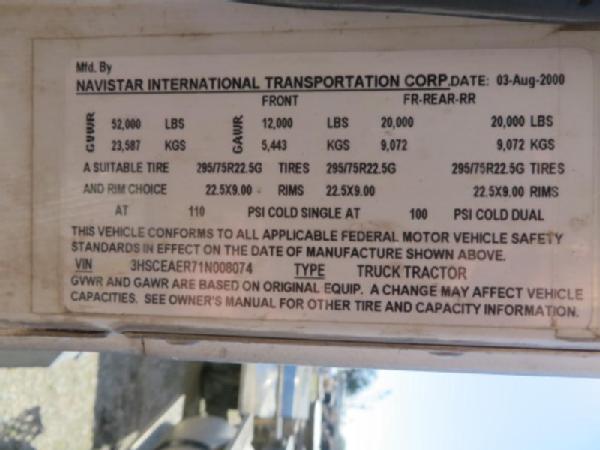 Mfd. By
NAVISTAR INTERNATIONAL TRANSPORTATION CORP. DATE: 03-Aug-2000
FRONT FR-REAR-RR
GVWR 52,000 LBS GAWR 12,000 LBS 20,000 20,000 LBS
23,587 KGS 5,443 KGS 9,072 9,072 KGS
A SUITABLE TIRE 295/75R22.5G TIRES 295/75R22.5G 295/75R22.5G TIRES
AND RIM CHOICE 22.5X9.00 RIMS 22.5X9.00 22.5X9.00 RIMS
AT 110 PSI COLD SINGLE AT 100 PSI COLD DUAL
THIS VEHICLE CONFORMS TO ALL APPLICABLE FEDERAL MOTOR VEHICLE SAFETY
STANDARDS IN EFFECT ON THE DATE OF MANUFACTURE SHOWN ABOVE.
VIN 3HSCEAER71N008074 TYPE TRUCK TRACTOR
GVWR AND GAWR ARE BASED ON ORIGINAL EQUIP. A CHANGE MAY AFFECT VEHICLE
CAPACITIES. SEE OWNER'S MANUAL FOR OTHER TIRE AND CAPACITY INFORMATION.